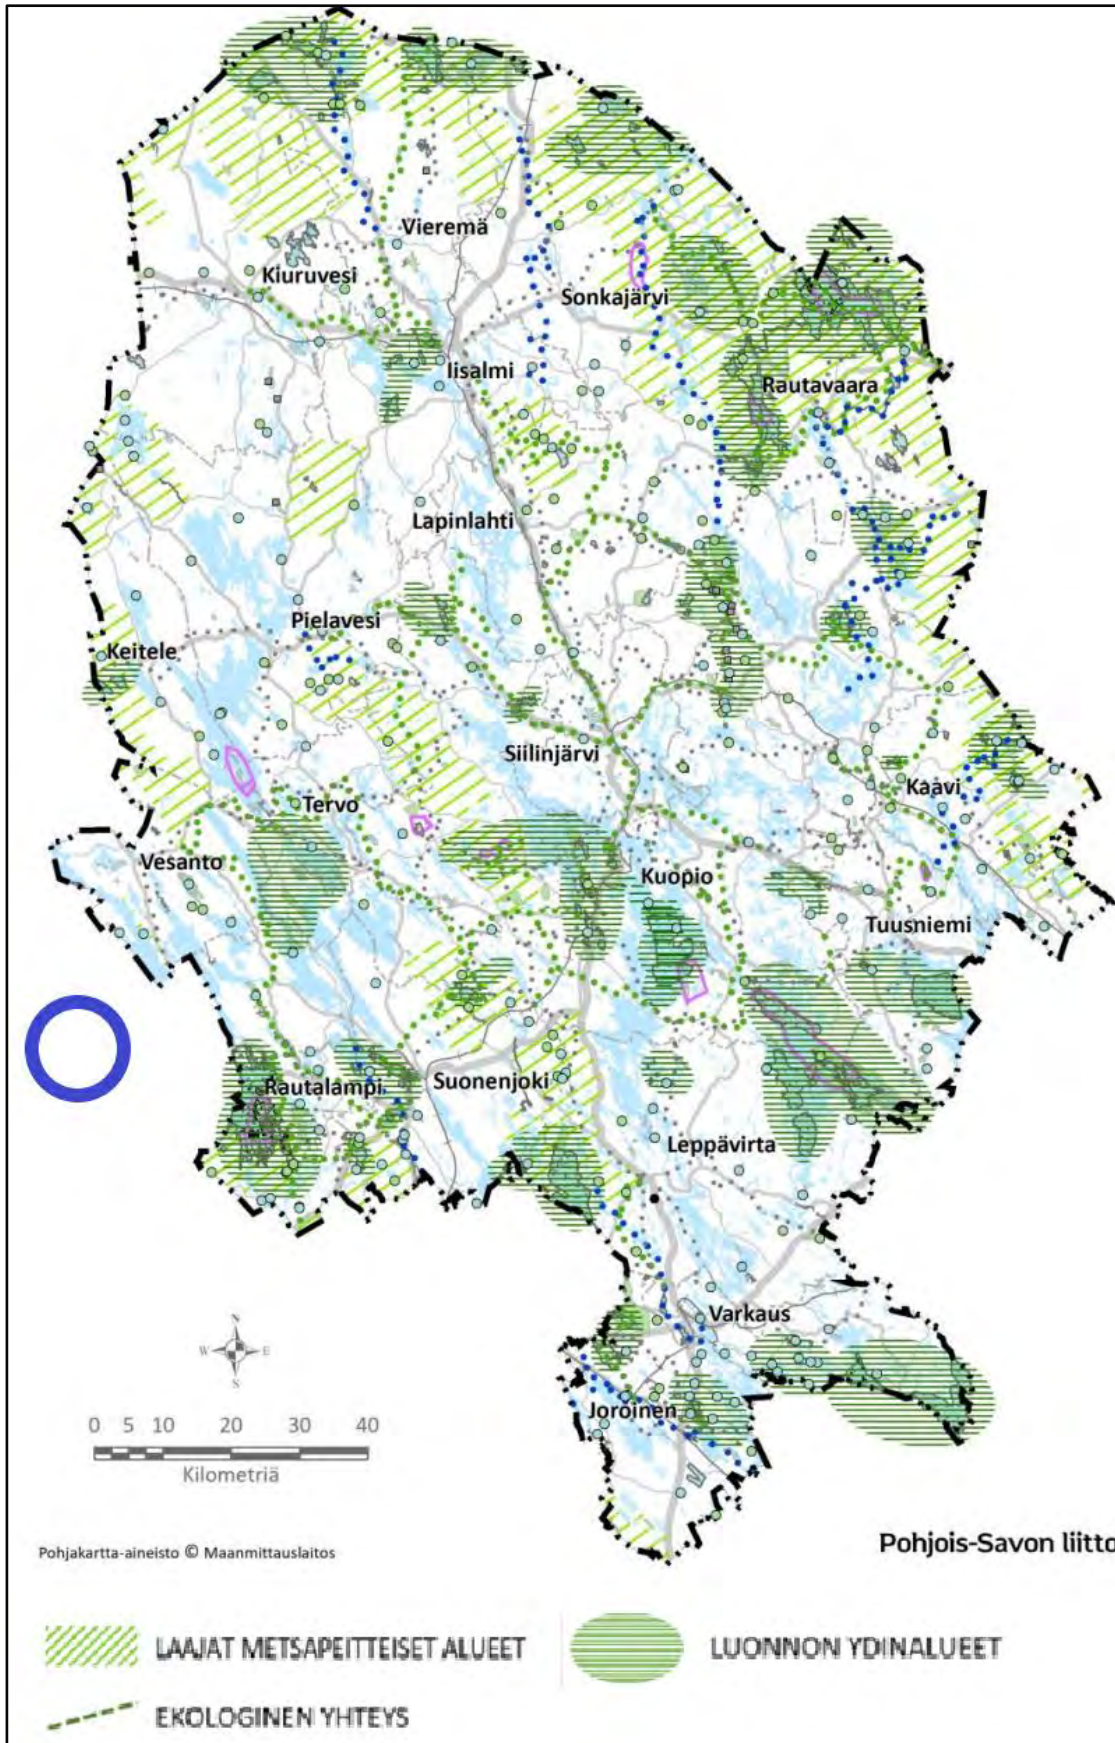 Vieremä
Kiuruvesi
Sonkajärvi
Iisalmi
Rautavaara
Lapinlahti
Pielavesi
Keitele
Siilinjärvi
Kaavi
Tervo
Vesanto
Kuopio
Tuusniemi
Rautalampi
Suonenjoki
Leppävirta
Varkaus
Joroinen
N
W E
S
0 5 10 20 30 40
Kilometriä
Pohjakartta-aineisto © Maanmittauslaitos
Pohjois-Savon liitto
LAAJAT METSAPEITTEISET ALUEET
LUONNON YDINALUEET
EKOLOGINEN YHTEYS